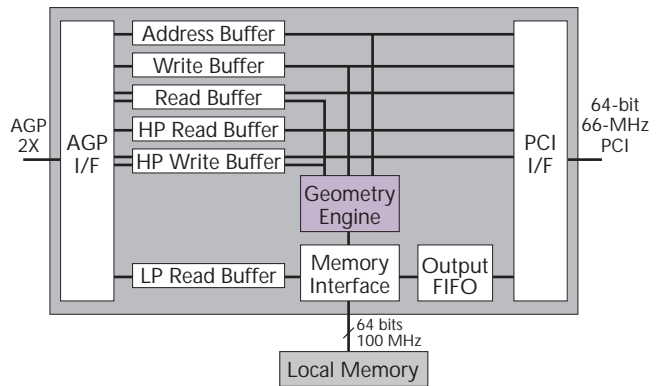 Address Buffer
Write Buffer
Read Buffer
HP Read Buffer
HP Write Buffer
AGP
2X
AGP
I/F
PCI
I/F
64-bit
66-MHz
PCI
Geometry
Engine
LP Read Buffer
Memory
Interface
Output
FIFO
64 bits
100 MHz
Local Memory